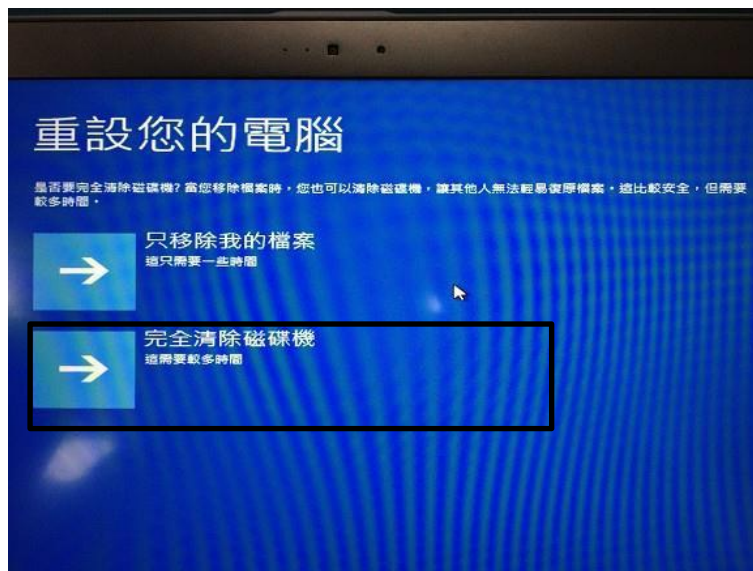 重設您的電腦
是否要完全清除磁碟機? 當您移除檔案時，您也可以清除磁碟機，讓其他人無法輕易復原檔案。這比較安全，但需要
較多時間。
只移除我的檔案
這只需要一些時間
完全清除磁碟機
這需要較多時間